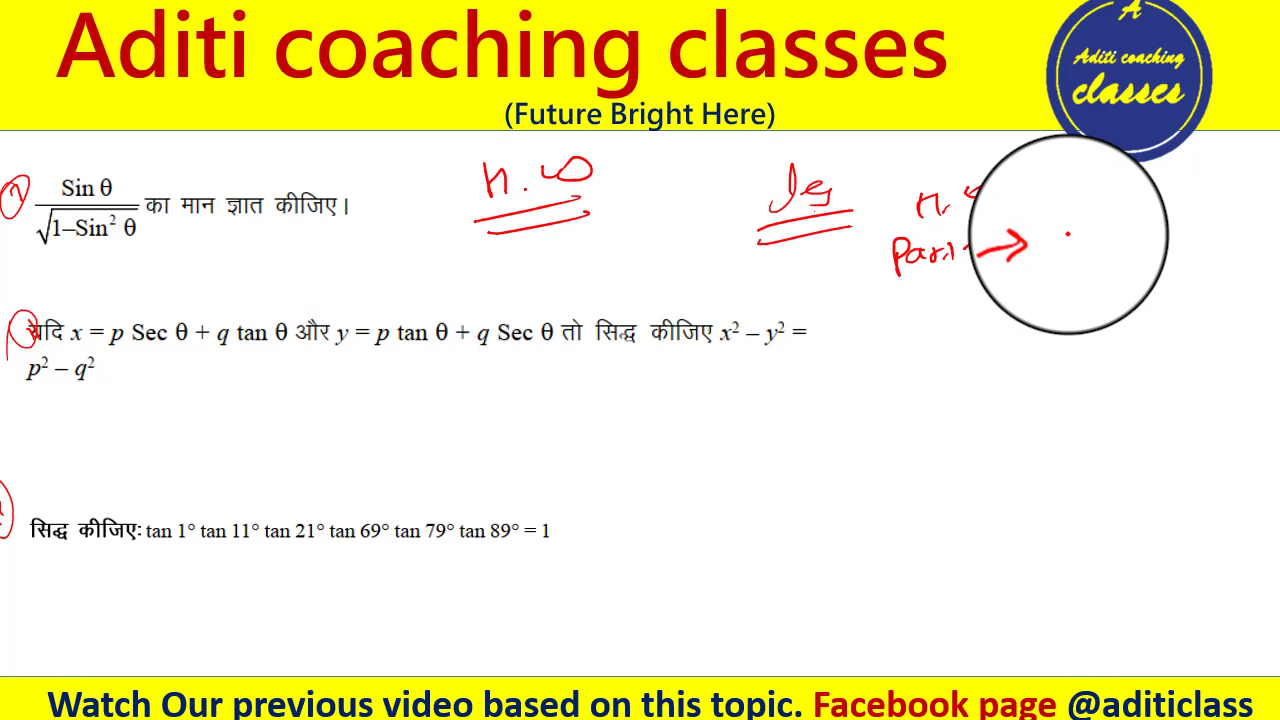 Aditi coaching classes
(Future Bright Here)
A
Aditi coaching
classes
Sin θ / √1–Sin² θ का मान ज्ञात कीजिए।
H.W
यदि x = p Sec θ + q tan θ और y = p tan θ + q Sec θ तो सिद्ध कीजिए x² – y² =
p² – q²
सिद्ध कीजिए: tan 1° tan 11° tan 21° tan 69° tan 79° tan 89° = 1
Watch Our previous video based on this topic. Facebook page @aditiclass